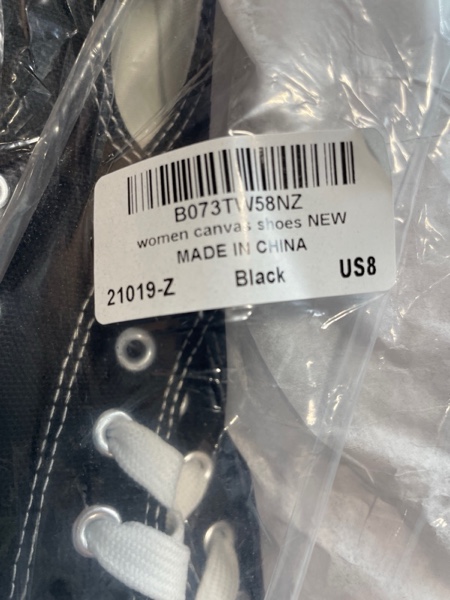 B073TW58NZ
women canvas shoes NEW
MADE IN CHINA
21019-Z Black US8